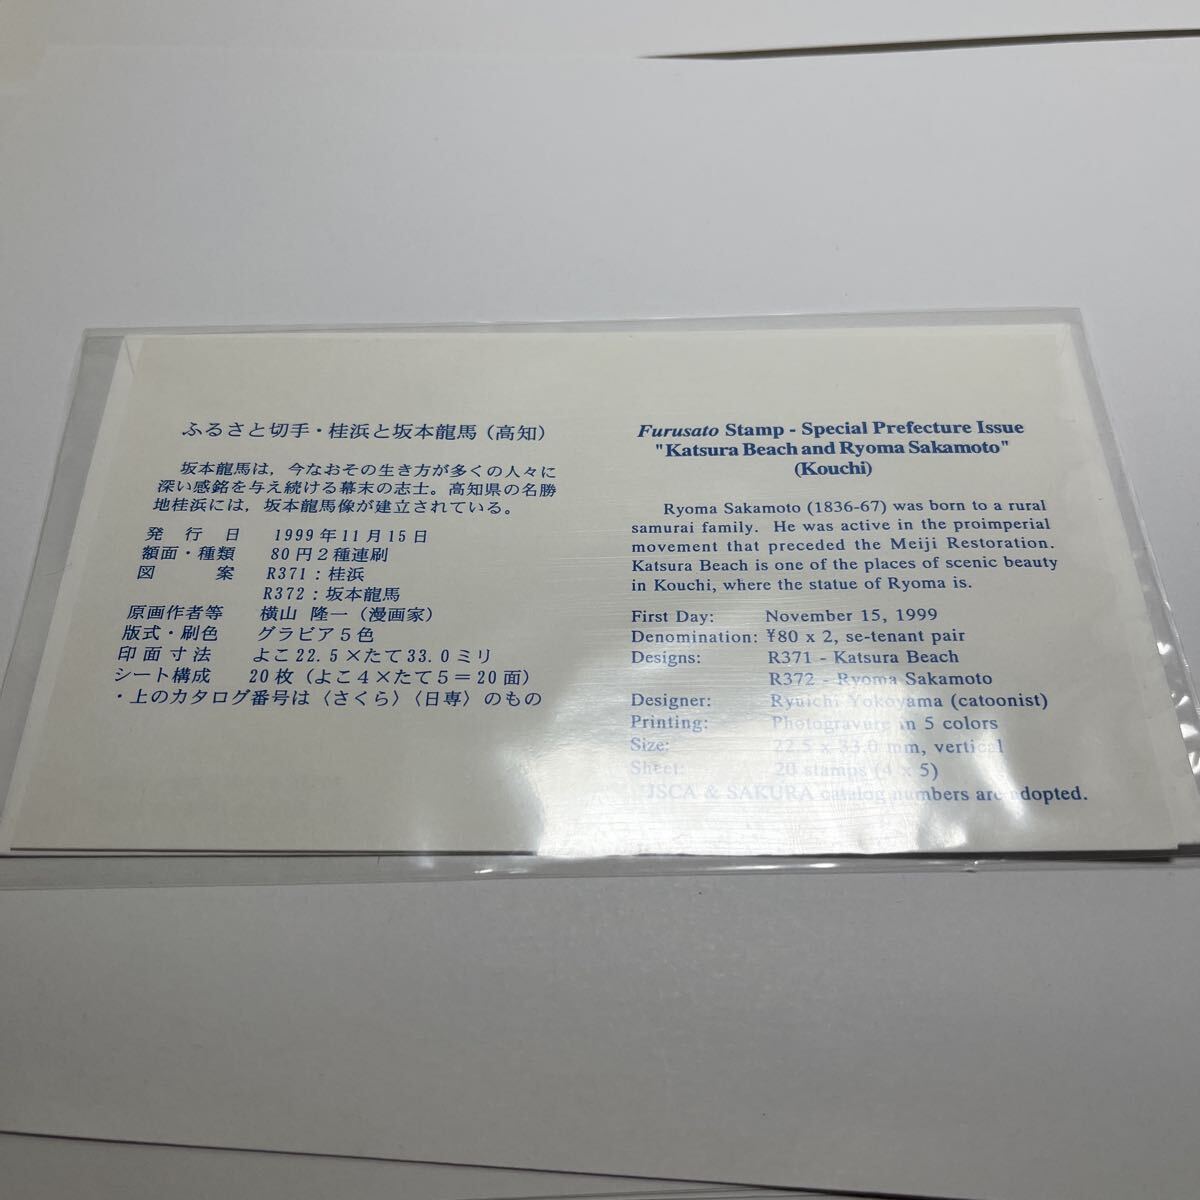 ふるさと切手・桂浜と坂本龍馬(高知)
坂本龍馬は，今なおその生き方が多くの人々に
深い感銘を与え続ける幕末の志士。高知県の名勝
地桂浜には，坂本龍馬像が建立されている。
発行日 1999年11月15日
額面・種類 80円2種連刷
図案 R371：桂浜
R372：坂本龍馬
原画作者等 横山 隆一(漫画家)
版式・刷色 グラビア5色
印面寸法 よこ22.5×たて33.0ミリ
シート構成 20枚(よこ4×たて5＝20面)
・上のカタログ番号は〈さくら〉〈日専〉のもの
Furusato Stamp - Special Prefecture Issue
"Katsura Beach and Ryoma Sakamoto"
(Kouchi)
Ryoma Sakamoto (1836-67) was born to a rural
samurai family. He was active in the proimperial
movement that preceded the Meiji Restoration.
Katsura Beach is one of the places of scenic beauty
in Kouchi, where the statue of Ryoma is.
First Day: November 15, 1999
Denomination: ¥80 x 2, se-tenant pair
Designs: R371 - Katsura Beach
R372 - Ryoma Sakamoto
Designer: Ryuichi Yokoyama (catoonist)
Printing: Photogravure in 5 colors
Size: 22.5 x 33.0 mm, vertical
Sheet: 20 stamps (4 x 5)
*JSCA & SAKURA catalog numbers are adopted.